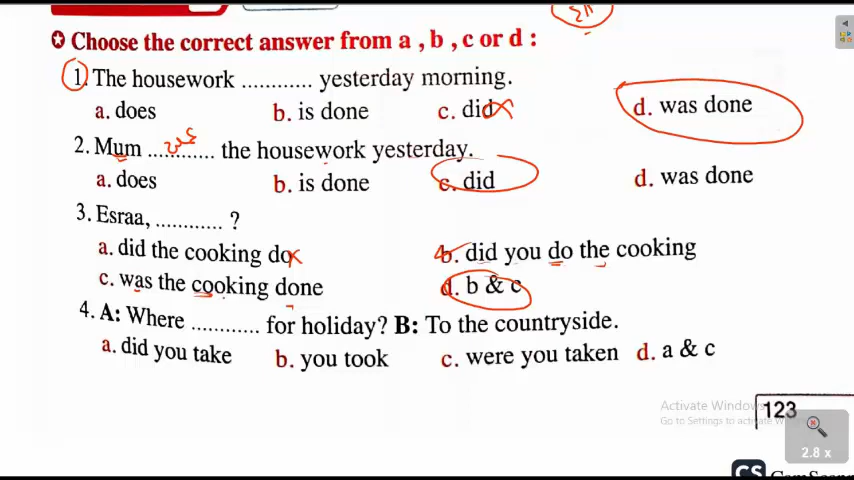 ✪ Choose the correct answer from a , b , c or d :
1. The housework ............ yesterday morning.
a. does b. is done c. did d. was done
2. Mum ............ the housework yesterday.
a. does b. is done c. did d. was done
3. Esraa, ............ ?
a. did the cooking do b. did you do the cooking
c. was the cooking done d. b & c
4. A: Where ............ for holiday? B: To the countryside.
a. did you take b. you took c. were you taken d. a & c
Activate Windows
Go to Settings to activate W
123
2.8 x
CS CamScann